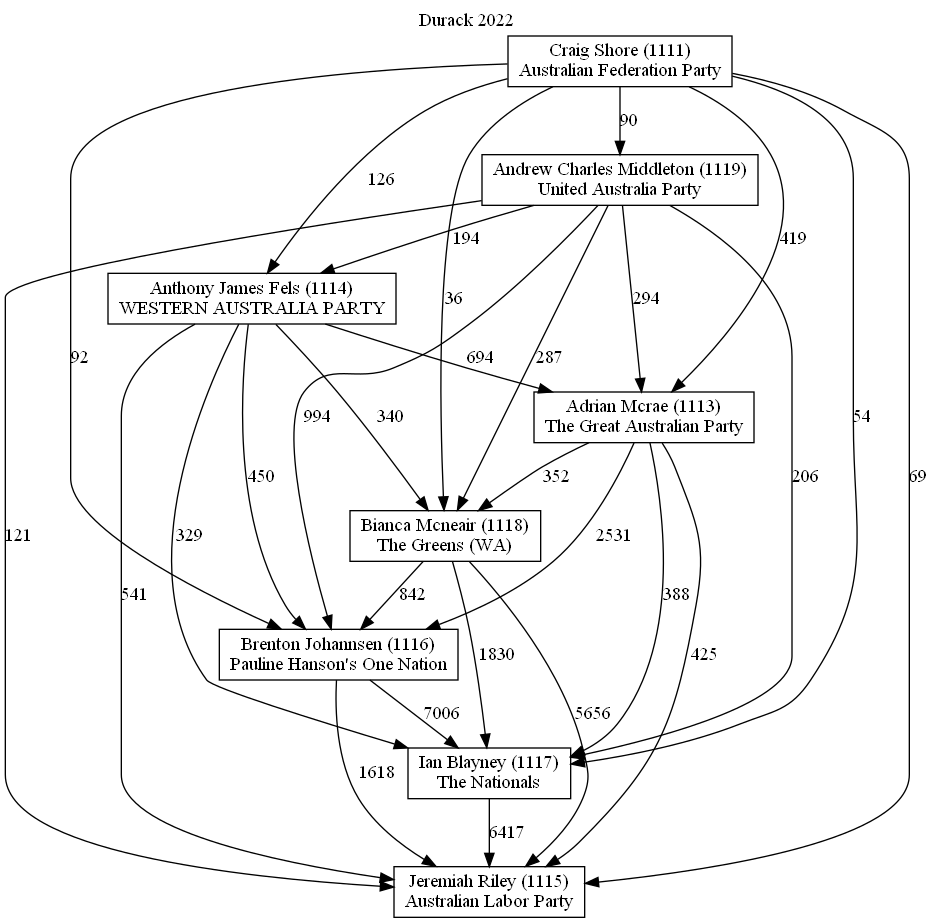 Durack 2022
Craig Shore (1111)
Australian Federation Party
90
Andrew Charles Middleton (1119)
United Australia Party
126
194
419
Anthony James Fels (1114)
WESTERN AUSTRALIA PARTY
36
294
92
694
287
Adrian Mcrae (1113)
The Great Australian Party
994
340
54
450
352
206
69
Bianca Mcneair (1118)
The Greens (WA)
121
329
2531
541
842
388
Brenton Johannsen (1116)
Pauline Hanson's One Nation
1830
425
7006
5656
Ian Blayney (1117)
The Nationals
1618
6417
Jeremiah Riley (1115)
Australian Labor Party